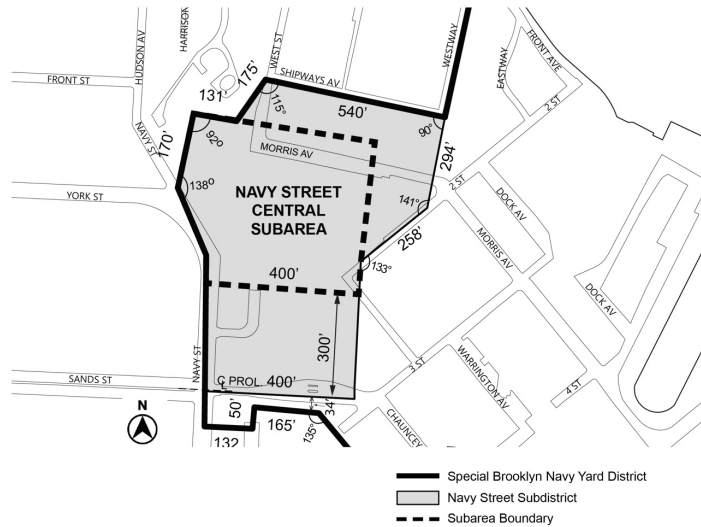 HUDSON AV
HARRISON
WEST ST
SHIPWAYS AV
WESTWAY
EASTWAY
FRONT AVE
2 ST
FRONT ST
131'
175'
115°
540'
90°
170'
NAVY ST
92°
MORRIS AV
294'
YORK ST
138°
NAVY STREET
CENTRAL
SUBAREA
141°
2 ST
DOCK AV
258'
MORRIS AV
133°
400'
DOCK AV
300'
NAVY ST
3 ST
WARRINGTON AV
SANDS ST
℄ PROL.
400'
4 ST
N
50'
34'
CHAUNCEY
132
165'
135°
Special Brooklyn Navy Yard District
Navy Street Subdistrict
Subarea Boundary